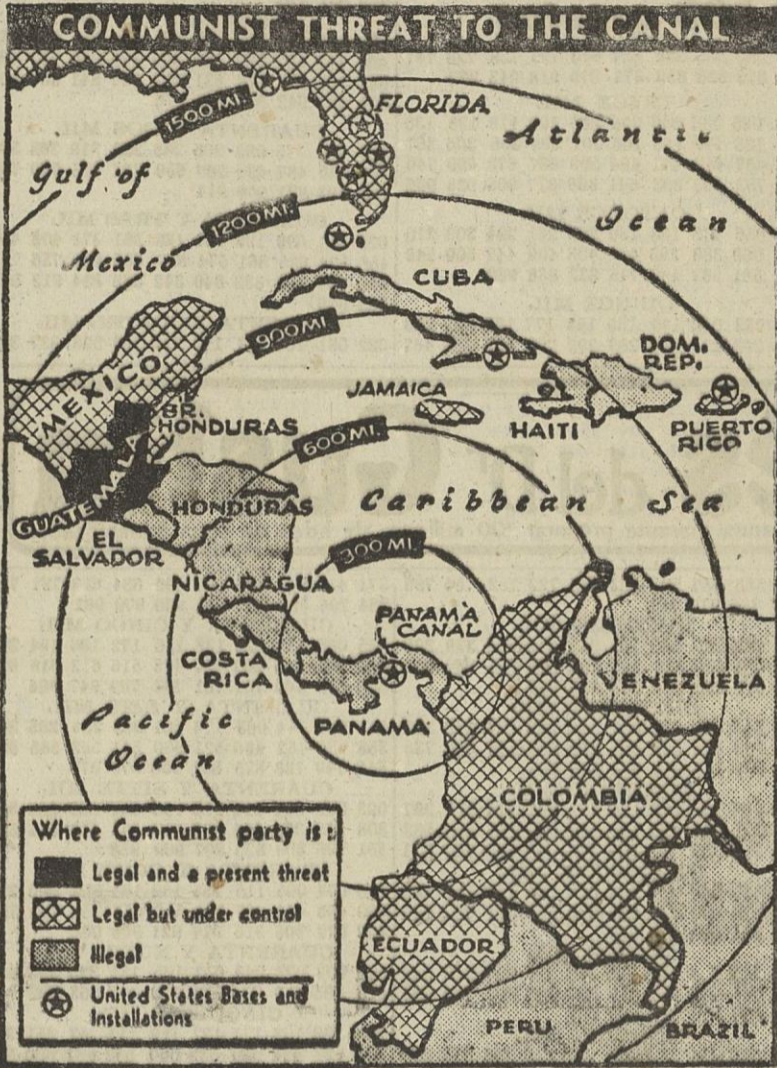 COMMUNIST THREAT TO THE CANAL
1500 MI.
FLORIDA
Atlantic
Ocean
Gulf of
Mexico
1200 MI.
CUBA
900 MI.
DOM.
REP.
MEXICO
BR.
HONDURAS
JAMAICA
HAITI
PUERTO
RICO
600 MI.
GUATEMALA
HONDURAS
Caribbean Sea
EL
SALVADOR
300 MI.
NICARAGUA
PANAMA
CANAL
COSTA
RICA
VENEZUELA
PANAMA
Pacific
Ocean
COLOMBIA
Where Communist party is:
Legal and a present threat
Legal but under control
Illegal
United States Bases and
Installations
ECUADOR
PERU
BRAZIL